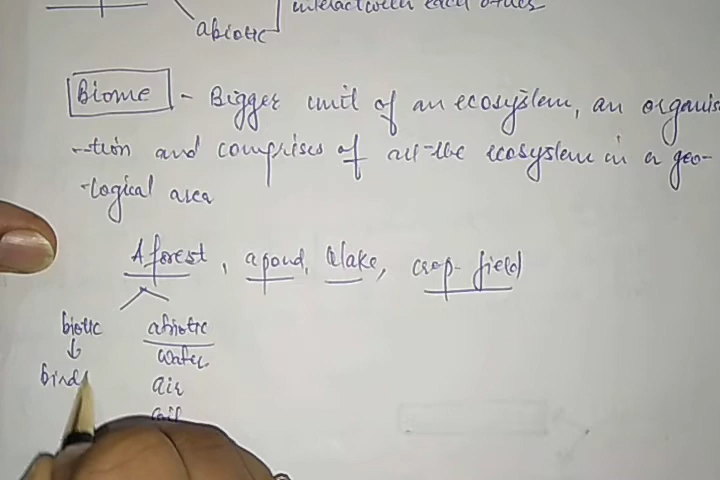 interact with each other
abiotic
Biome - Bigger unit of an ecosystem, an organis
-tion and comprises of all the ecosystem in a geo-
-logical area
A forest, a pond, a lake, crop-field
biotic abiotic
↓ water
birds air
soil